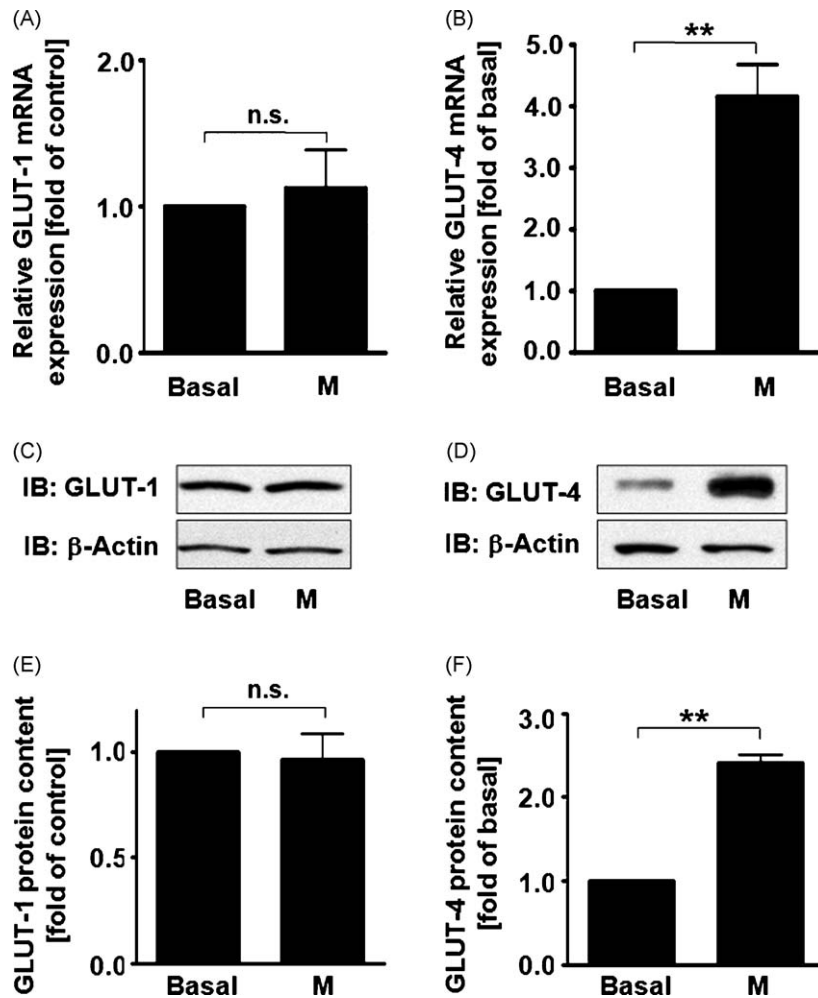 (A)
Relative GLUT-1 mRNA
expression [fold of control]
2.0
1.0
0.0
n.s.
Basal M
(B)
Relative GLUT-4 mRNA
expression [fold of basal]
5.0
4.0
3.0
2.0
1.0
0.0
**
Basal M
(C)
IB: GLUT-1
IB: β-Actin
Basal M
(D)
IB: GLUT-4
IB: β-Actin
Basal M
(E)
GLUT-1 protein content
[fold of control]
1.0
0.5
0.0
n.s.
Basal M
(F)
GLUT-4 protein content
[fold of basal]
3.0
2.0
1.0
0.0
**
Basal M